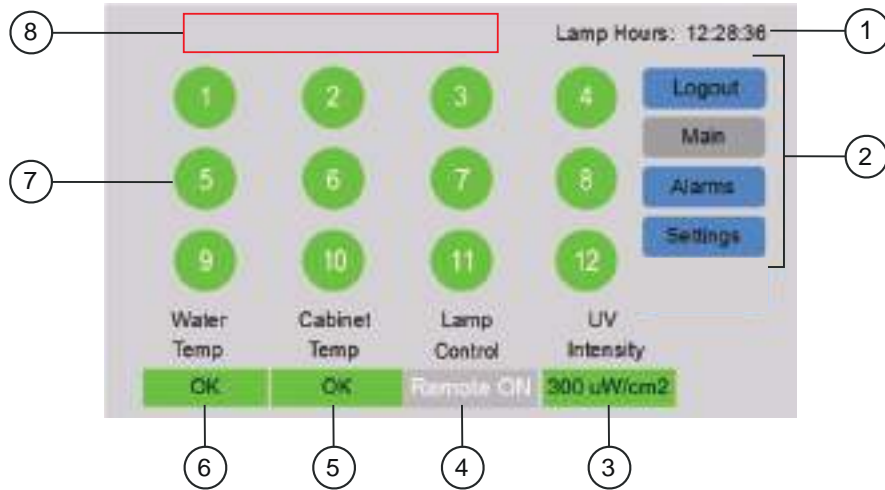 8
Lamp Hours: 12:28:36
1
1 2 3 4
Logout
Main
2
7
5 6 7 8
Alarms
Settings
9 10 11 12
Water Temp
Cabinet Temp
Lamp Control
UV Intensity
OK
OK
Remote ON
300 uW/cm2
6
5
4
3